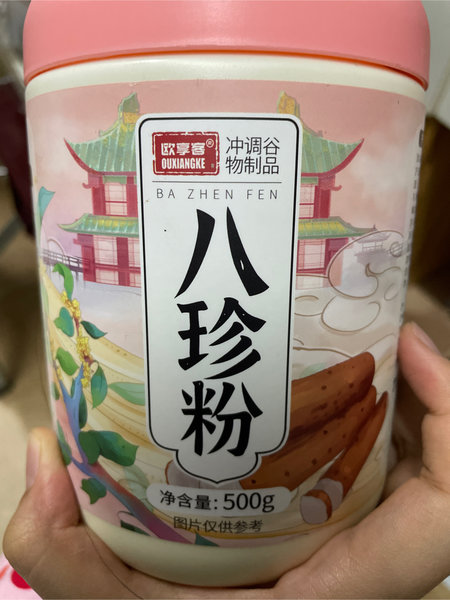 欧享客®
OUXIANGKE
冲调谷
物制品
BA ZHEN FEN
八珍粉
净含量:500g
图片仅供参考